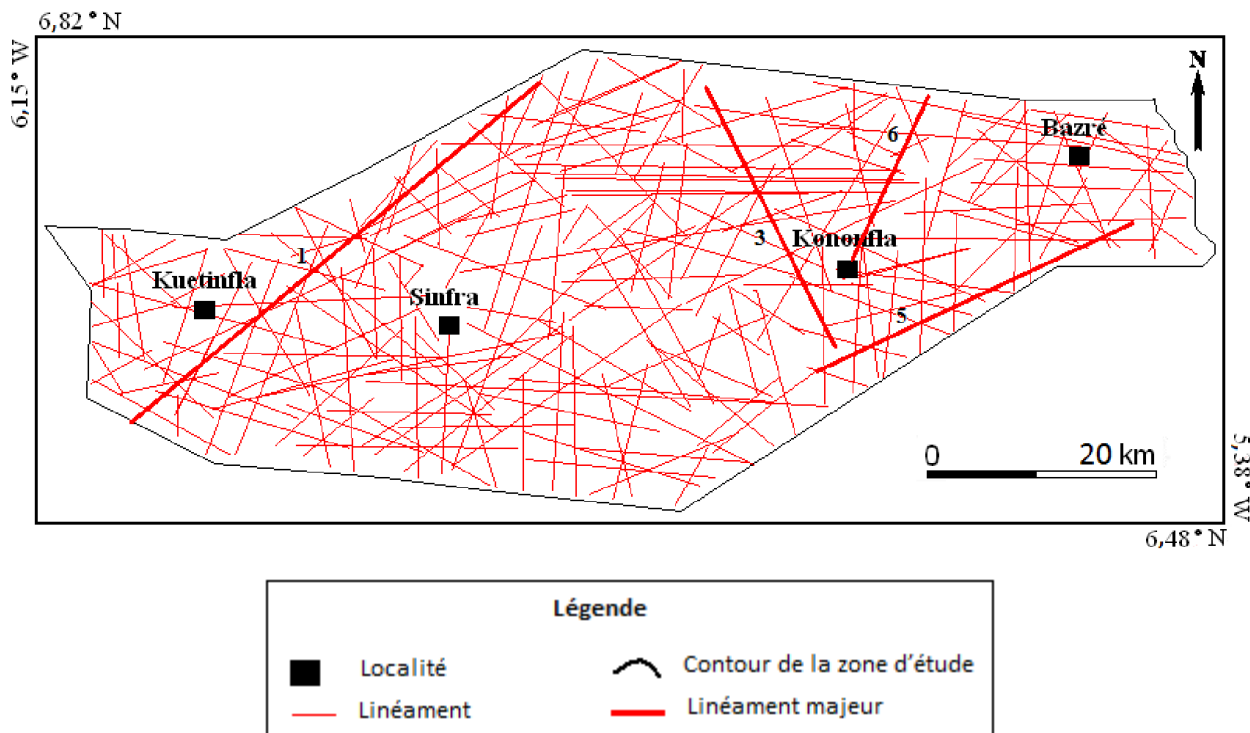 6,82° N
6,15° W
N
Bazré
6
3
Kononfla
1
Kuetinfla
Sinfra
5
0 20 km
5,38° W
6,48° N
Légende
Localité
Contour de la zone d'étude
Linéament
Linéament majeur